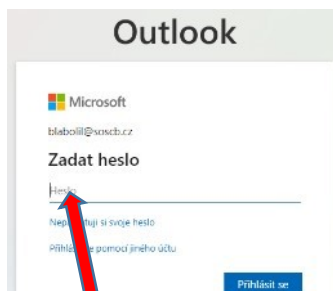 Outlook
Microsoft
blabolil@soscb.cz
Zadat heslo
Heslo
si svoje heslo
pomocí jiného účtu
Přihlásit se